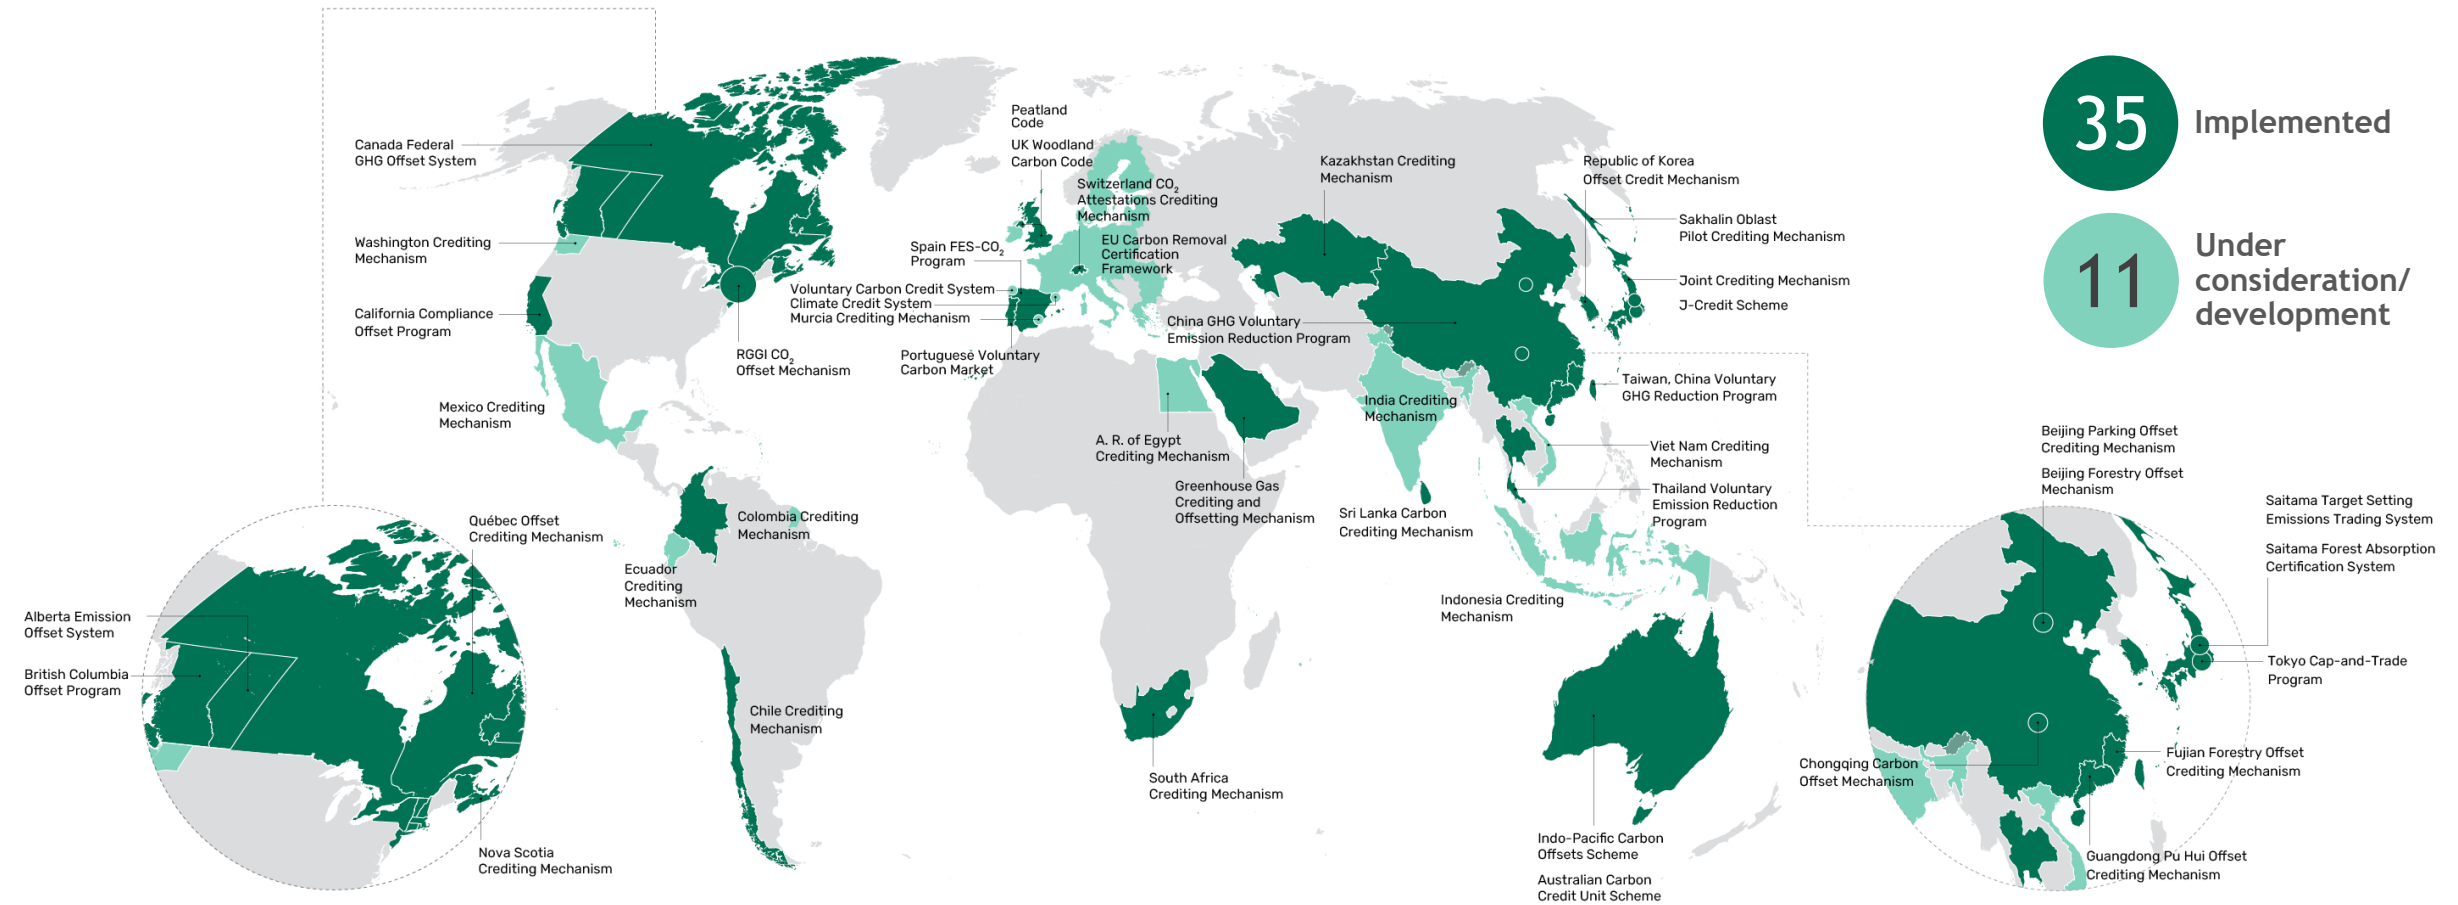 35
Implemented
11
Under
consideration/
development
Canada Federal
GHG Offset System
Washington Crediting
Mechanism
California Compliance
Offset Program
Mexico Crediting
Mechanism
RGGI CO₂
Offset Mechanism
Colombia Crediting
Mechanism
Ecuador
Crediting
Mechanism
Chile Crediting
Mechanism
Québec Offset
Crediting Mechanism
Alberta Emission
Offset System
British Columbia
Offset Program
Nova Scotia
Crediting Mechanism
Peatland
Code
UK Woodland
Carbon Code
Switzerland CO₂
Attestations Crediting
Mechanism
EU Carbon Removal
Certification
Framework
Spain FES-CO₂
Program
Voluntary Carbon Credit System
Climate Credit System
Murcia Crediting Mechanism
Portuguese Voluntary
Carbon Market
A. R. of Egypt
Crediting Mechanism
Greenhouse Gas
Crediting and
Offsetting Mechanism
South Africa
Crediting Mechanism
Kazakhstan Crediting
Mechanism
China GHG Voluntary
Emission Reduction Program
India Crediting
Mechanism
Sri Lanka Carbon
Crediting Mechanism
Indonesia Crediting
Mechanism
Republic of Korea
Offset Credit Mechanism
Sakhalin Oblast
Pilot Crediting Mechanism
Joint Crediting Mechanism
J-Credit Scheme
Taiwan, China Voluntary
GHG Reduction Program
Viet Nam Crediting
Mechanism
Thailand Voluntary
Emission Reduction
Program
Indo-Pacific Carbon
Offsets Scheme
Australian Carbon
Credit Unit Scheme
Beijing Parking Offset
Crediting Mechanism
Beijing Forestry Offset
Mechanism
Saitama Target Setting
Emissions Trading System
Saitama Forest Absorption
Certification System
Tokyo Cap-and-Trade
Program
Fujian Forestry Offset
Crediting Mechanism
Chongqing Carbon
Offset Mechanism
Guangdong Pu Hui Offset
Crediting Mechanism